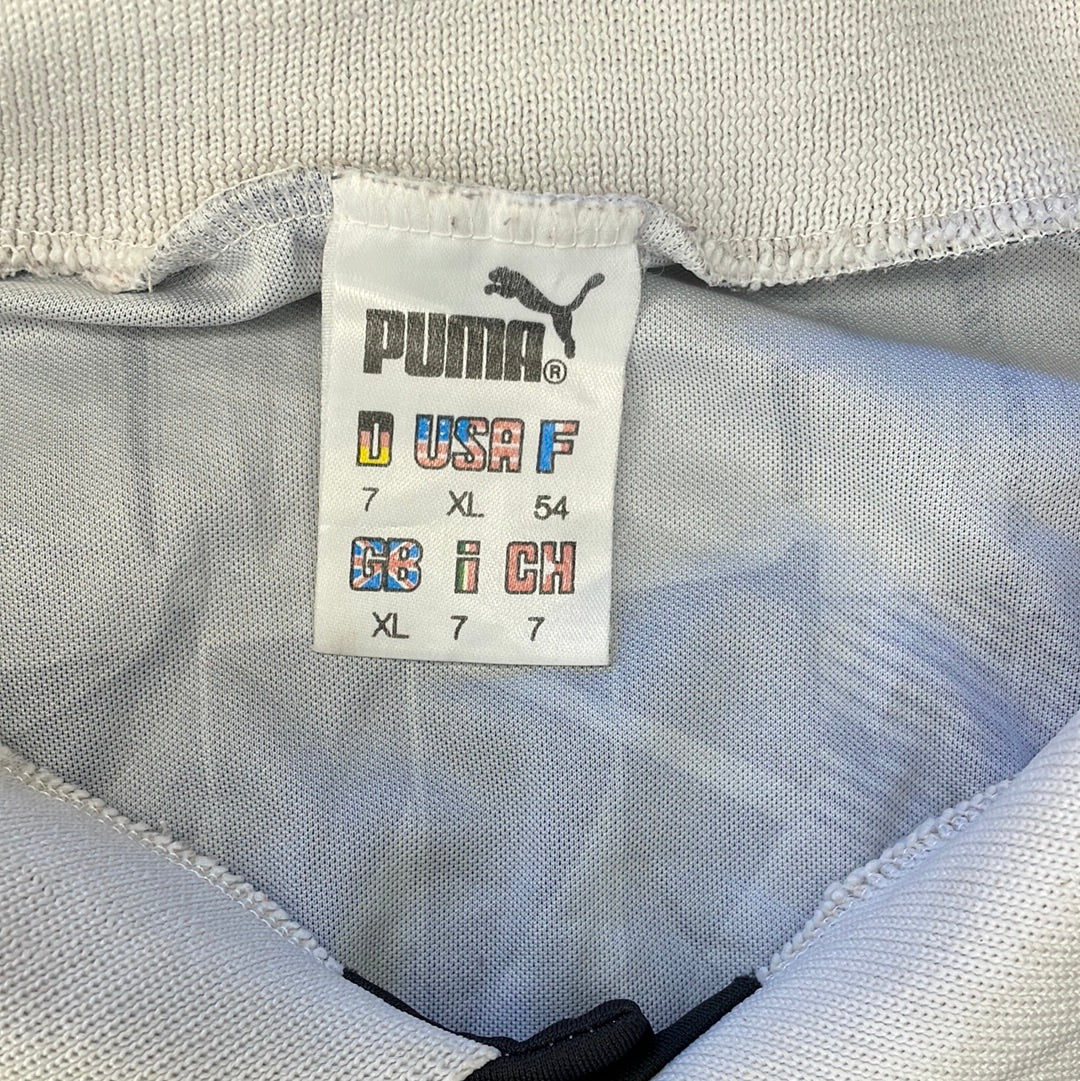 PUMA®
D USA F
7 XL 54
GB i CH
XL 7 7